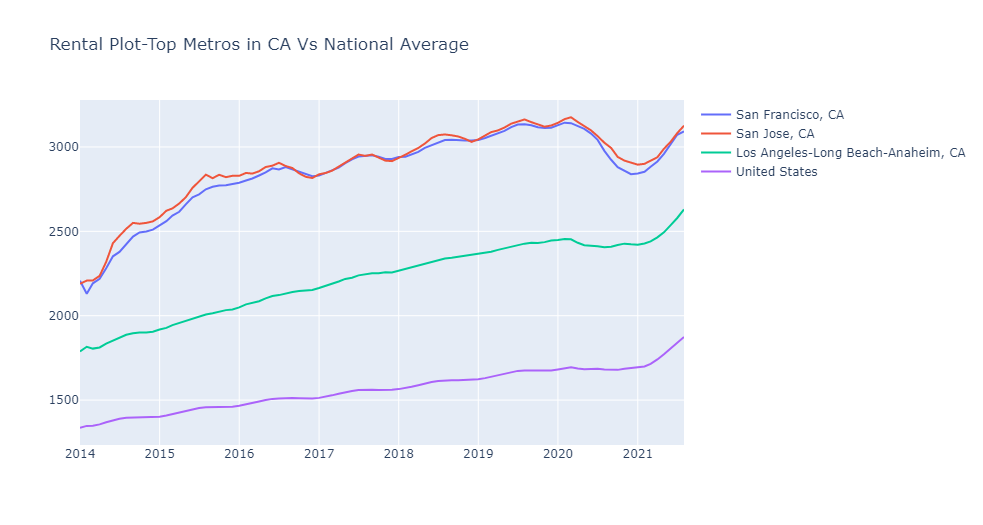 Rental Plot-Top Metros in CA Vs National Average
San Francisco, CA
San Jose, CA
Los Angeles-Long Beach-Anaheim, CA
United States
3000
2500
2000
1500
2014 2015 2016 2017 2018 2019 2020 2021